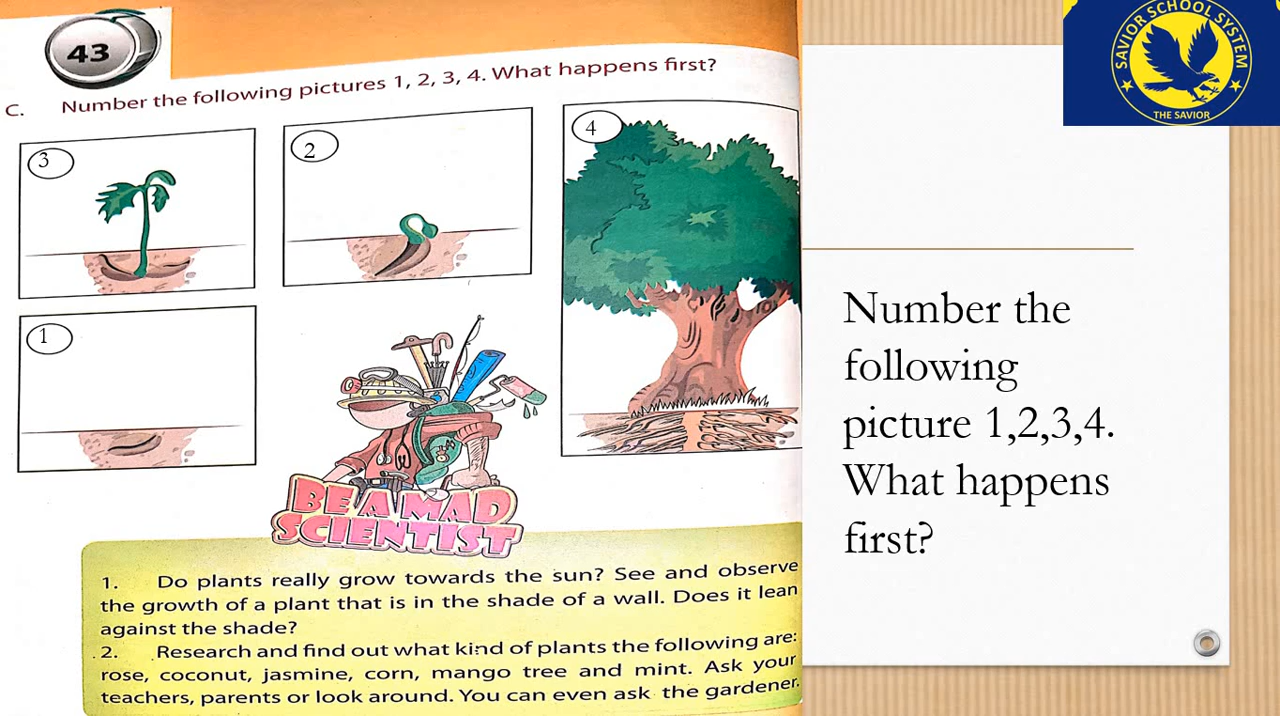 43
C. Number the following pictures 1, 2, 3, 4. What happens first?
3
2
4
1
BE A MAD
SCIENTIST
1. Do plants really grow towards the sun? See and observe
the growth of a plant that is in the shade of a wall. Does it lean
against the shade?
2. Research and find out what kind of plants the following are:
rose, coconut, jasmine, corn, mango tree and mint. Ask your
teachers, parents or look around. You can even ask the gardener.
SAVIOR SCHOOL SYSTEM
THE SAVIOR
Number the
following
picture 1,2,3,4.
What happens
first?